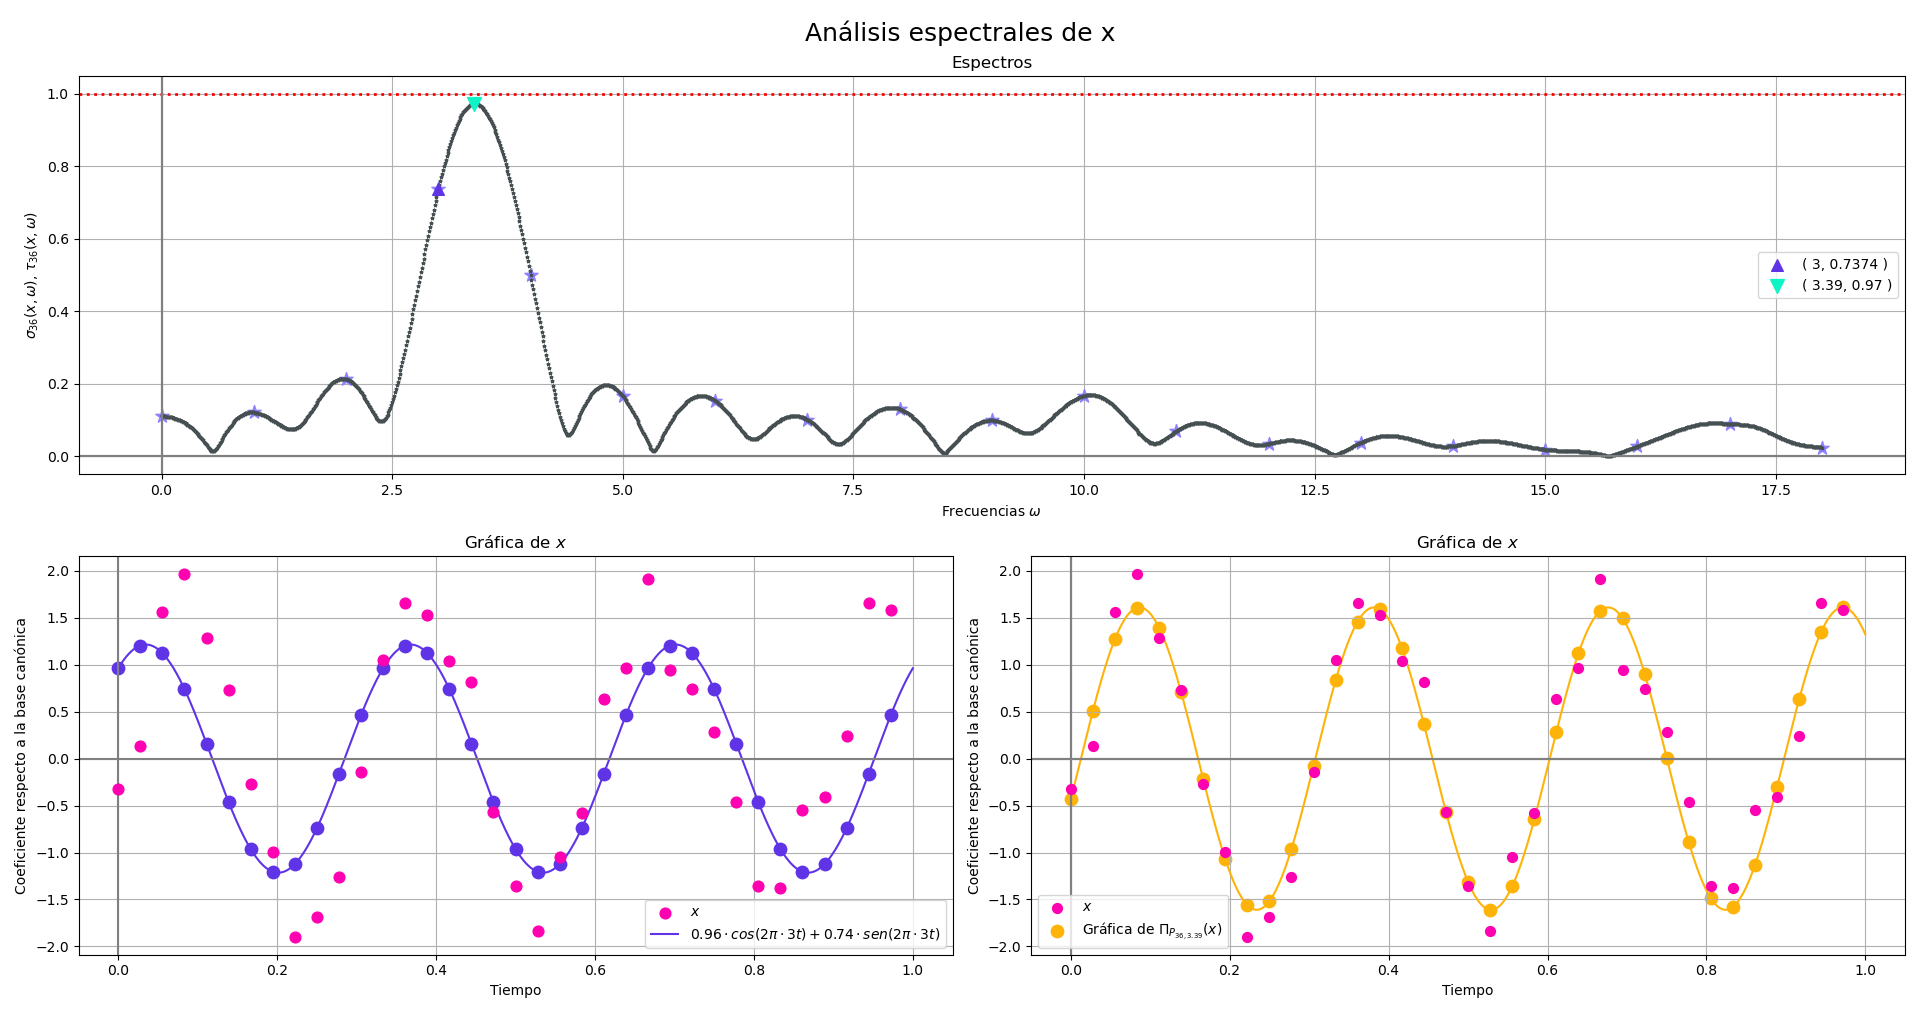 Análisis espectrales de x
Espectros
σ₃₆(x, ω), τ₃₆(x, ω)
1.0
0.8
0.6
0.4
0.2
0.0
( 3, 0.7374 )
( 3.39, 0.97 )
0.0 2.5 5.0 7.5 10.0 12.5 15.0 17.5
Frecuencias ω
Gráfica de x
Coeficiente respecto a la base canónica
2.0
1.5
1.0
0.5
0.0
−0.5
−1.0
−1.5
−2.0
x
0.96 · cos(2π · 3t) + 0.74 · sen(2π · 3t)
0.0 0.2 0.4 0.6 0.8 1.0
Tiempo
Gráfica de x
Coeficiente respecto a la base canónica
2.0
1.5
1.0
0.5
0.0
−0.5
−1.0
−1.5
−2.0
x
Gráfica de Π_{P_{36, 3.39}}(x)
0.0 0.2 0.4 0.6 0.8 1.0
Tiempo